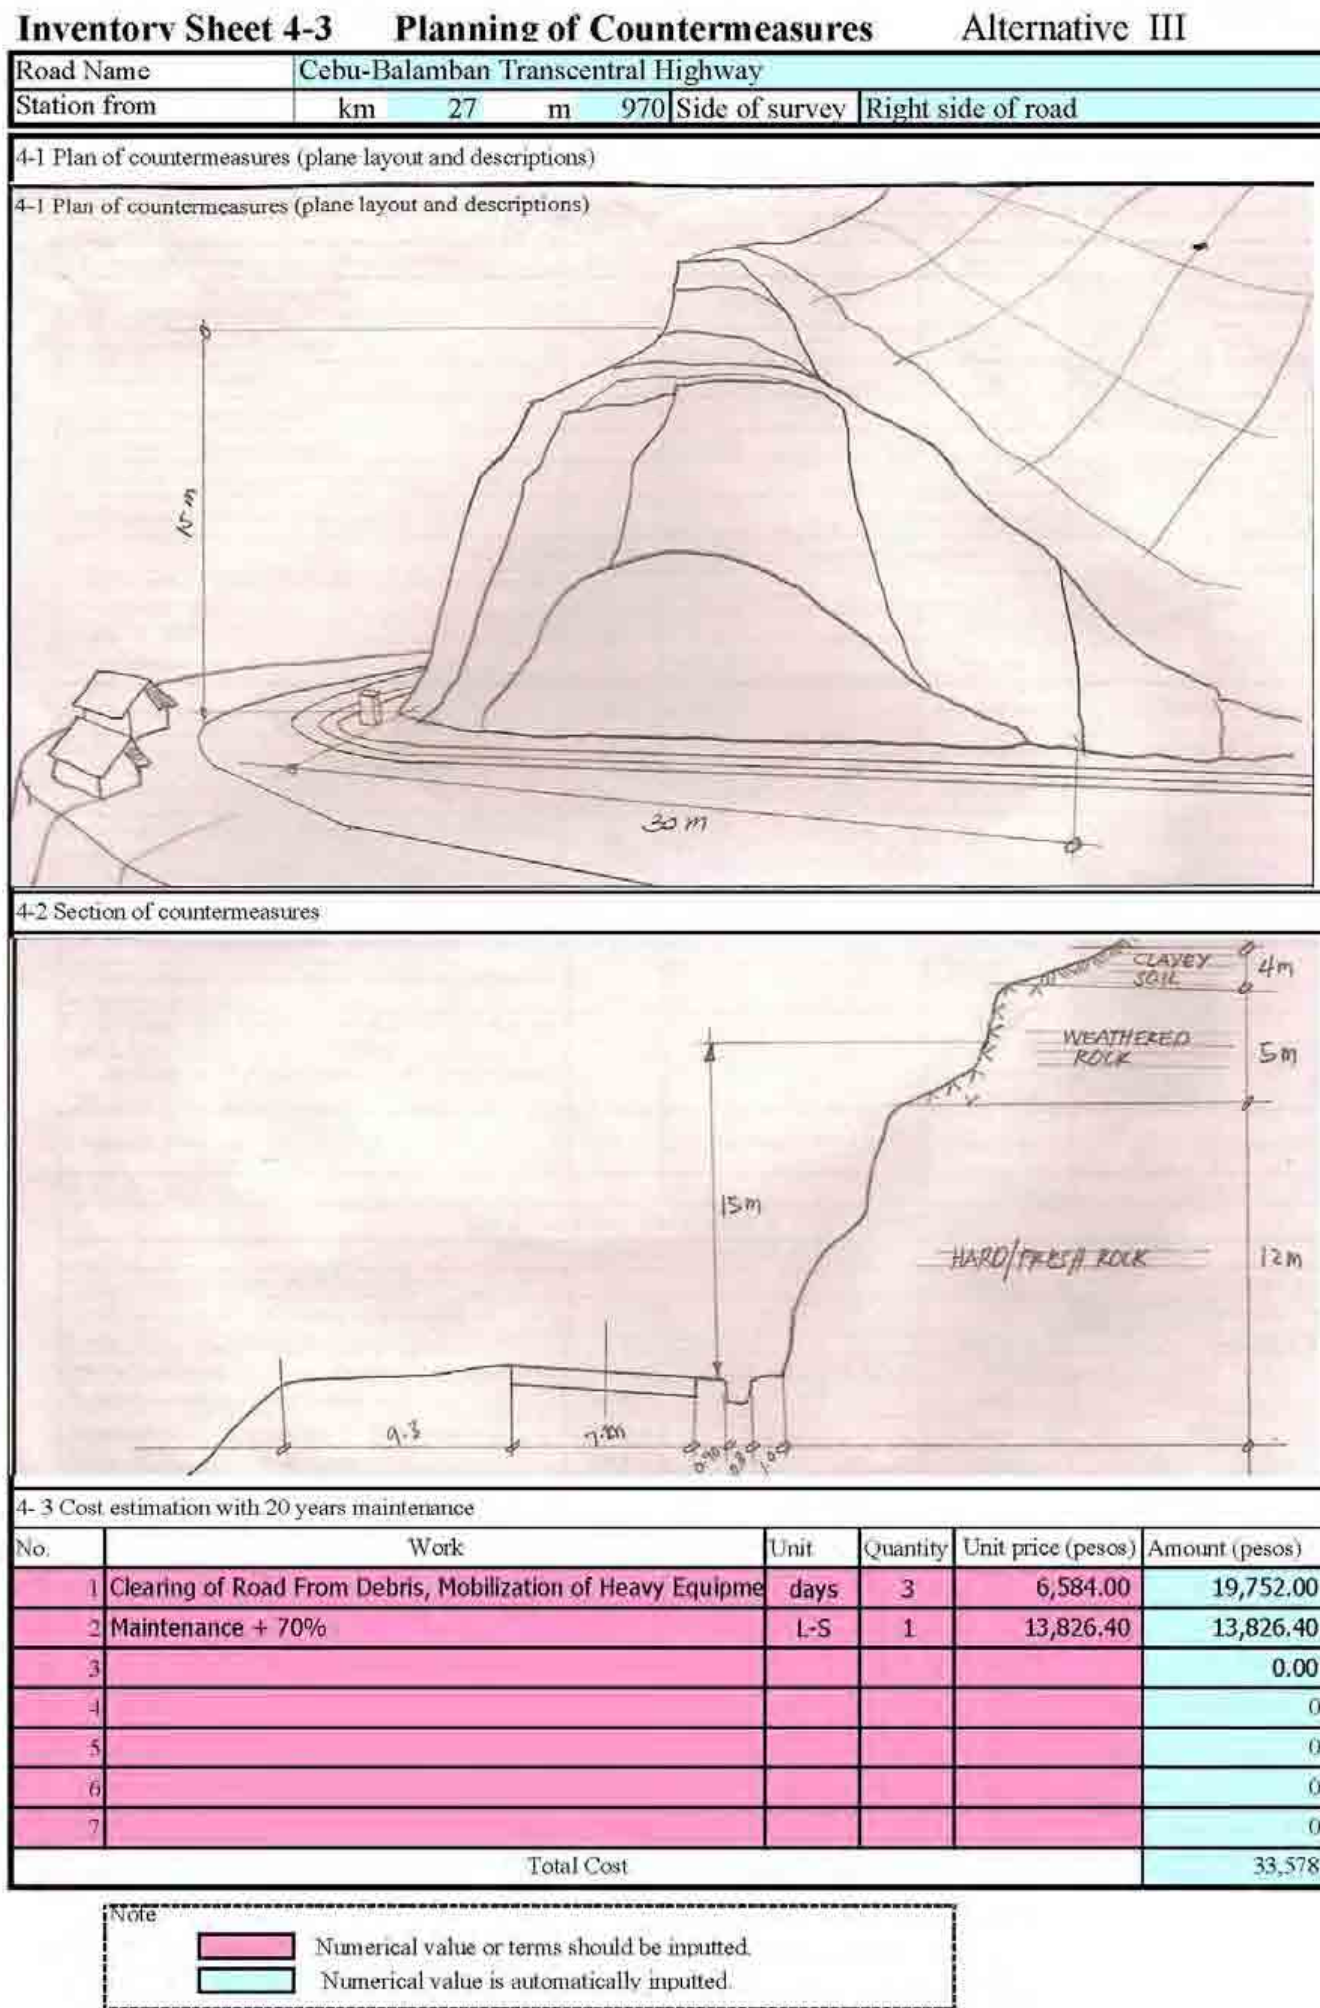 Inventory Sheet 4-3 Planning of Countermeasures Alternative III
Road Name Cebu-Balamban Transcentral Highway
Station from km 27 m 970 Side of survey Right side of road
4-1 Plan of countermeasures (plane layout and descriptions)
4-1 Plan of countermeasures (plane layout and descriptions)
15 m
30 m
4-2 Section of countermeasures
CLAYEY SOIL
4m
WEATHERED ROCK
5m
15m
HARD/FRESH ROCK
12m
9.3
0.90
4- 3 Cost estimation with 20 years maintenance
No. Work Unit Quantity Unit price (pesos) Amount (pesos)
1 Clearing of Road From Debris, Mobilization of Heavy Equipme days 3 6,584.00 19,752.00
2 Maintenance + 70% L-S 1 13,826.40 13,826.40
3 0.00
4 0
5 0
6 0
7 0
Total Cost 33,578
Note
Numerical value or terms should be inputted.
Numerical value is automatically inputted.